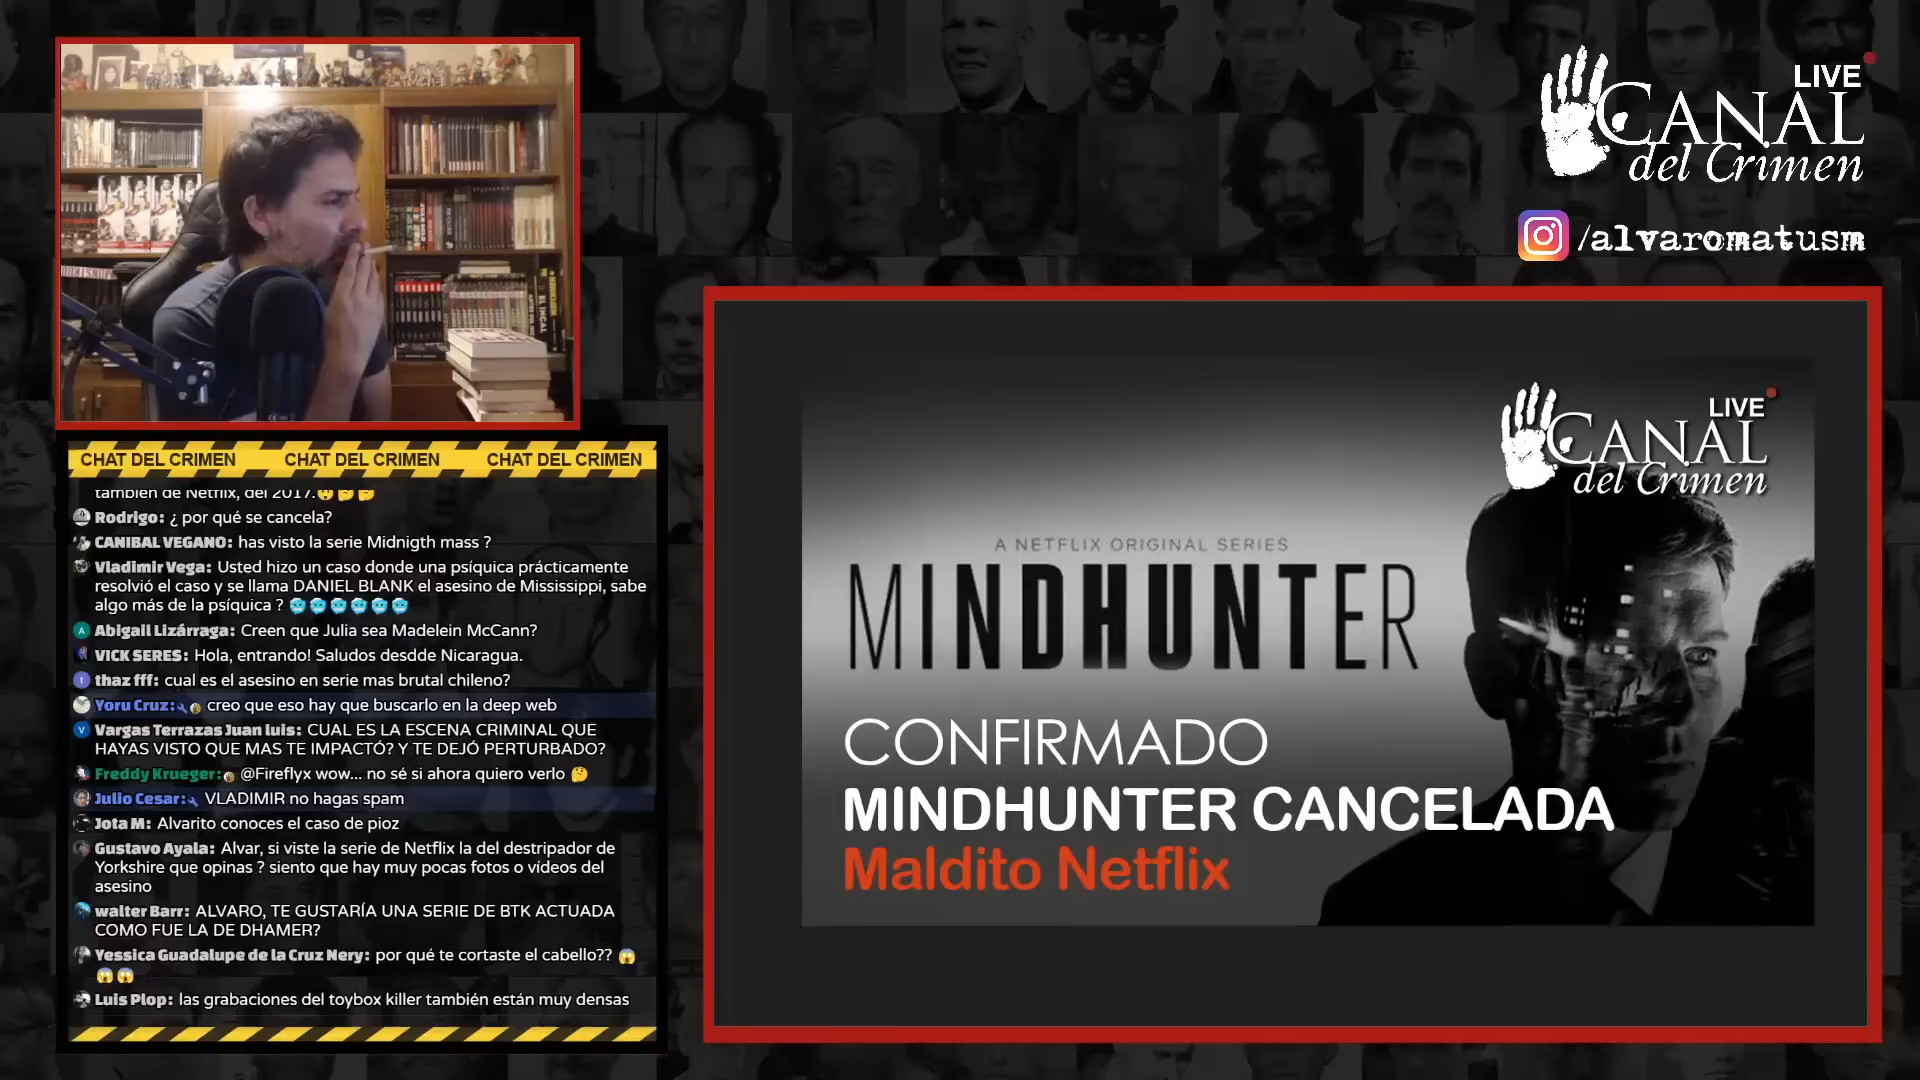 LIVE
CANAL
del Crimen
/alvaromatusm
CHAT DEL CRIMEN CHAT DEL CRIMEN CHAT DEL CRIMEN
también de Netflix, del 2017.😲🤔🤔
Rodrigo: ¿ por qué se cancela?
CANIBAL VEGANO: has visto la serie Midnigth mass ?
Vladimir Vega: Usted hizo un caso donde una psíquica prácticamente
resolvió el caso y se llama DANIEL BLANK el asesino de Mississippi, sabe
algo más de la psíquica ? 🥶🥶🥶🥶🥶🥶
A Abigail Lizárraga: Creen que Julia sea Madelein McCann?
VICK SERES: Hola, entrando! Saludos desdde Nicaragua.
t thaz fff: cual es el asesino en serie mas brutal chileno?
Yoru Cruz: creo que eso hay que buscarlo en la deep web
V Vargas Terrazas Juan luis: CUAL ES LA ESCENA CRIMINAL QUE
HAYAS VISTO QUE MAS TE IMPACTÓ? Y TE DEJÓ PERTURBADO?
Freddy Krueger: @Fireflyx wow... no sé si ahora quiero verlo 🤔
Julio Cesar: VLADIMIR no hagas spam
Jota M: Alvarito conoces el caso de pioz
Gustavo Ayala: Alvar, si viste la serie de Netflix la del destripador de
Yorkshire que opinas ? siento que hay muy pocas fotos o vídeos del
asesino
walter Barr: ALVARO, TE GUSTARÍA UNA SERIE DE BTK ACTUADA
COMO FUE LA DE DHAMER?
Yessica Guadalupe de la Cruz Nery: por qué te cortaste el cabello?? 😱
😱😱
Luis Plop: las grabaciones del toybox killer también están muy densas
LIVE
CANAL
del Crimen
A NETFLIX ORIGINAL SERIES
MINDHUNTER
CONFIRMADO
MINDHUNTER CANCELADA
Maldito Netflix
EL INCAL